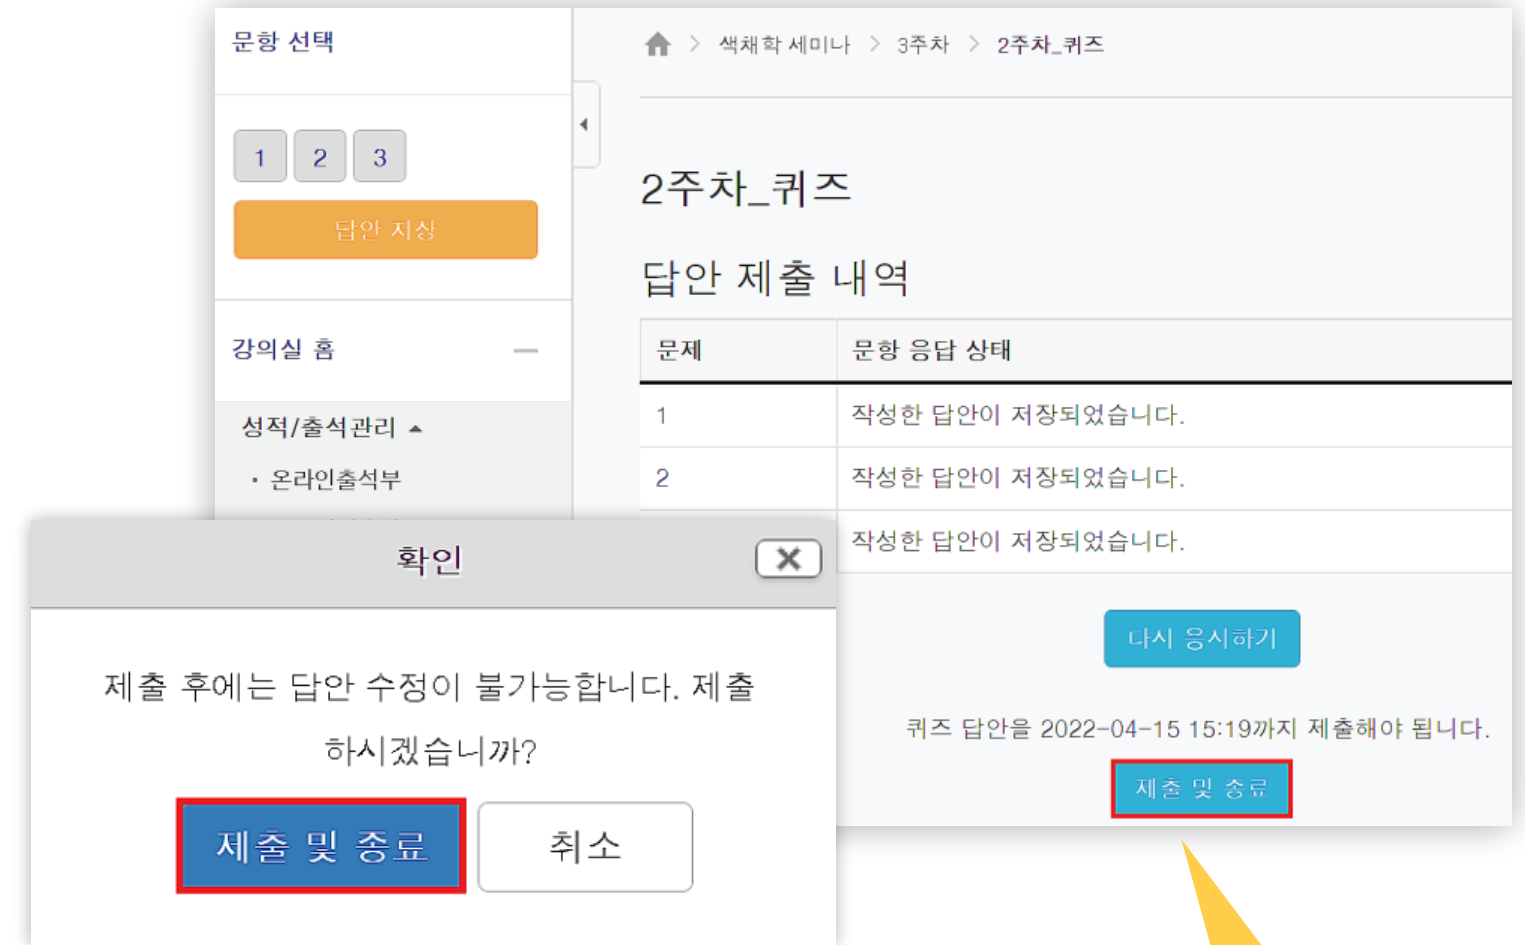 문항 선택
1 2 3
답안 저장
강의실 홈
성적/출석관리
· 온라인출석부
색채학 세미나 > 3주차 > 2주차_퀴즈
2주차_퀴즈
답안 제출 내역
문제 문항 응답 상태
1 작성한 답안이 저장되었습니다.
2 작성한 답안이 저장되었습니다.
작성한 답안이 저장되었습니다.
다시 응시하기
퀴즈 답안을 2022-04-15 15:19까지 제출해야 됩니다.
제출 및 종료
확인
제출 후에는 답안 수정이 불가능합니다. 제출
하시겠습니까?
제출 및 종료 취소